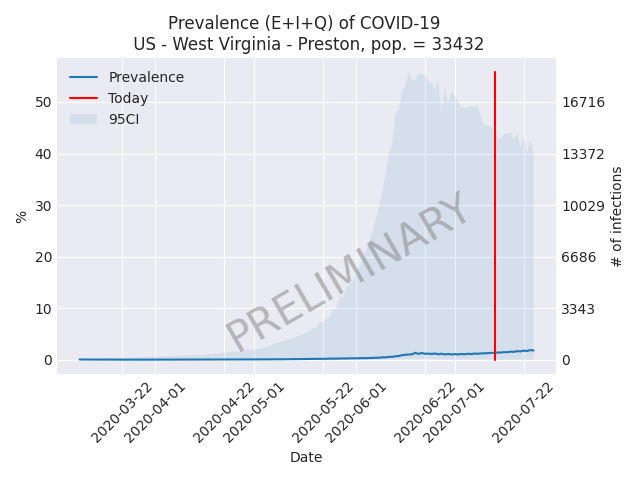 Prevalence (E+I+Q) of COVID-19
US - West Virginia - Preston, pop. = 33432
Prevalence
Today
95CI
50
40
30
20
10
0
%
16716
13372
10029
6686
3343
0
# of infections
PRELIMINARY
2020-03-22
2020-04-01
2020-04-22
2020-05-01
2020-05-22
2020-06-01
2020-06-22
2020-07-01
2020-07-22
Date